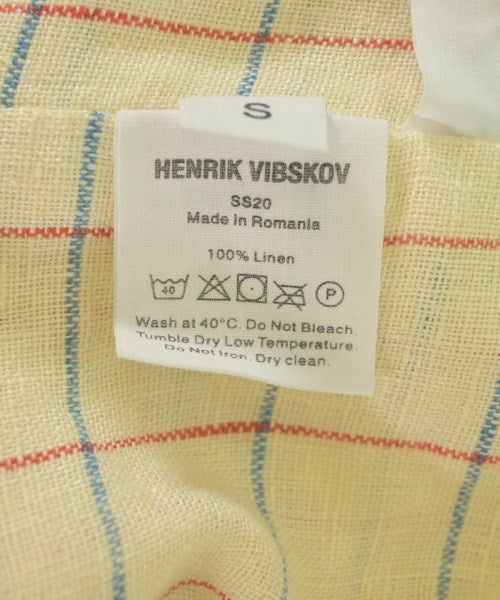 S
HENRIK VIBSKOV
SS20
Made in Romania
100% Linen
40 P
Wash at 40°C. Do Not Bleach.
Tumble Dry Low Temperature.
Do Not Iron. Dry clean.